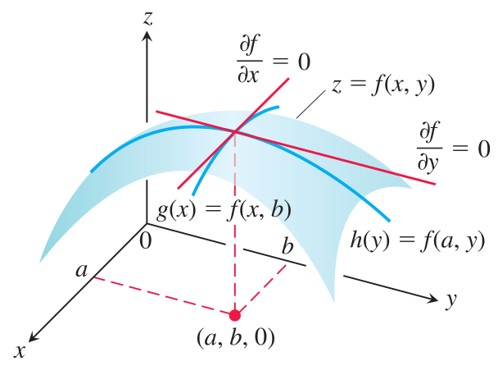 z
∂f/∂x = 0
z = f(x, y)
∂f/∂y = 0
g(x) = f(x, b)
h(y) = f(a, y)
0
b
a
y
(a, b, 0)
x